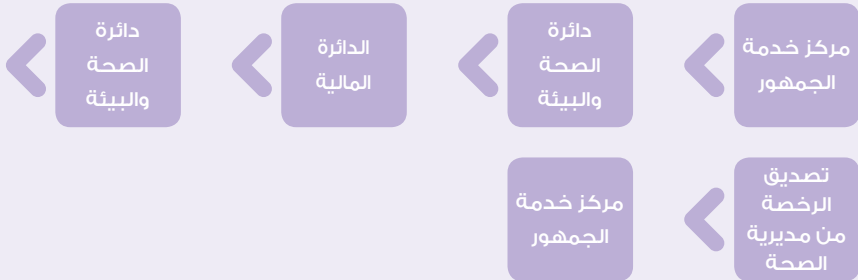 مركز خدمة
الجمهور
دائرة
الصحة
والبيئة
الدائرة
المالية
دائرة
الصحة
والبيئة
تصديق
الرخصة
من مديرية
الصحة
مركز خدمة
الجمهور